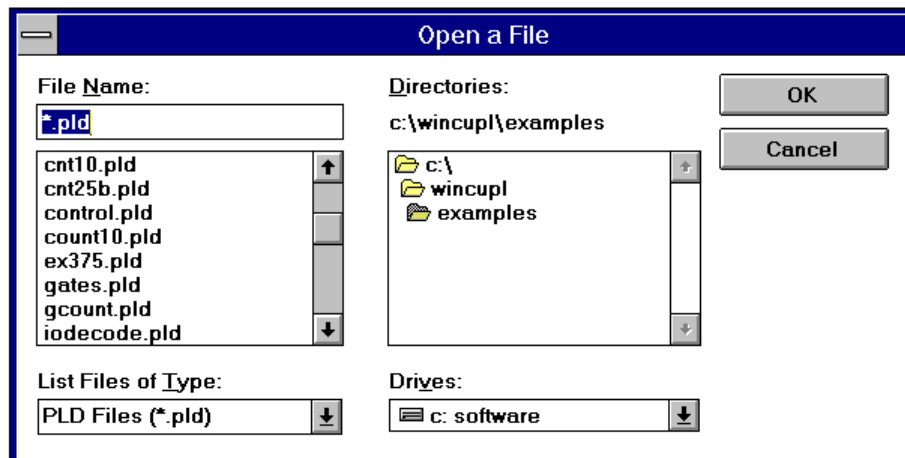 Open a File
File Name:
*.pld
cnt10.pld
cnt25b.pld
control.pld
count10.pld
ex375.pld
gates.pld
gcount.pld
iodecode.pld
List Files of Type:
PLD Files (*.pld)
Directories:
c:\wincupl\examples
c:\
wincupl
examples
Drives:
c: software
OK
Cancel